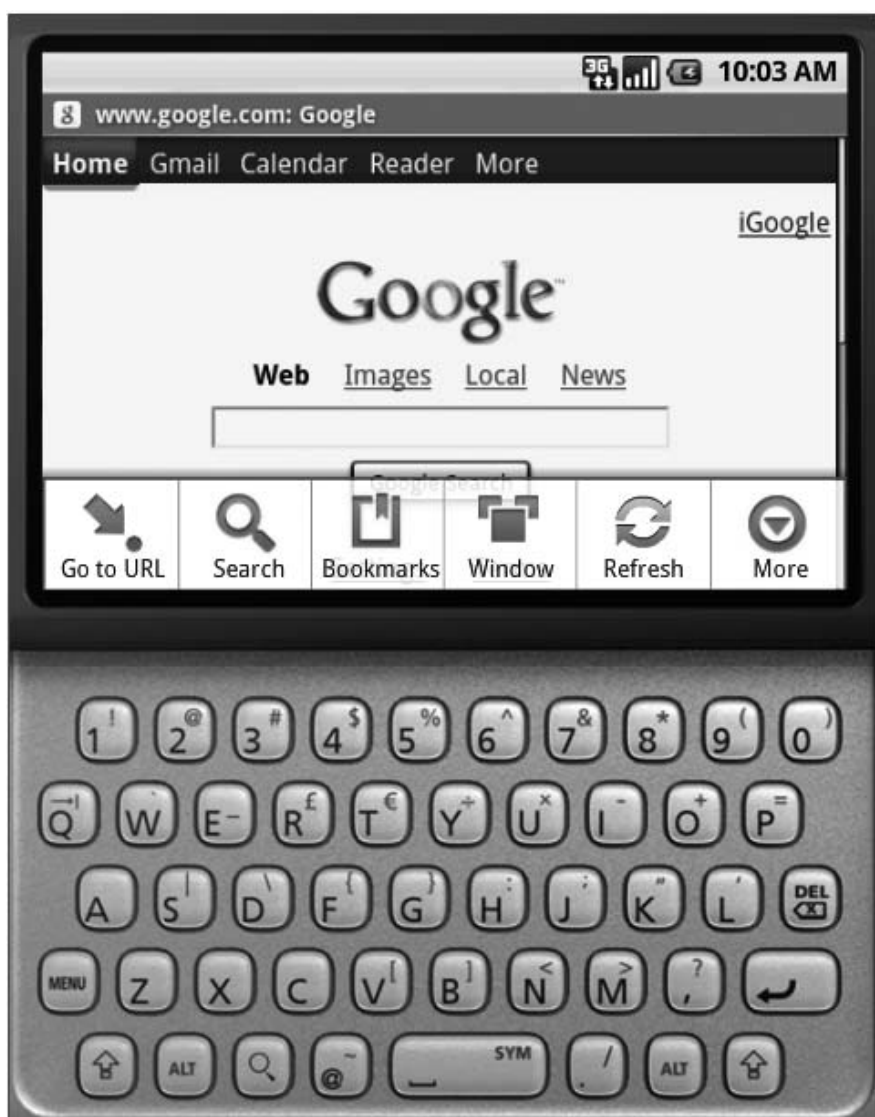 3G 10:03 AM
g www.google.com: Google
Home Gmail Calendar Reader More
iGoogle
Google™
Web Images Local News
Google Search
Go to URL Search Bookmarks Window Refresh More
1 ! 2 @ 3 # 4 $ 5 % 6 ^ 7 & 8 * 9 ( 0 )
Q →| W ` E - R £ T € Y ÷ U × I - O + P =
A S | D \ F { G } H : J ; K " L ' DEL
MENU Z X C V [ B ] N < M > , ?
ALT @ ~ SYM . / ALT